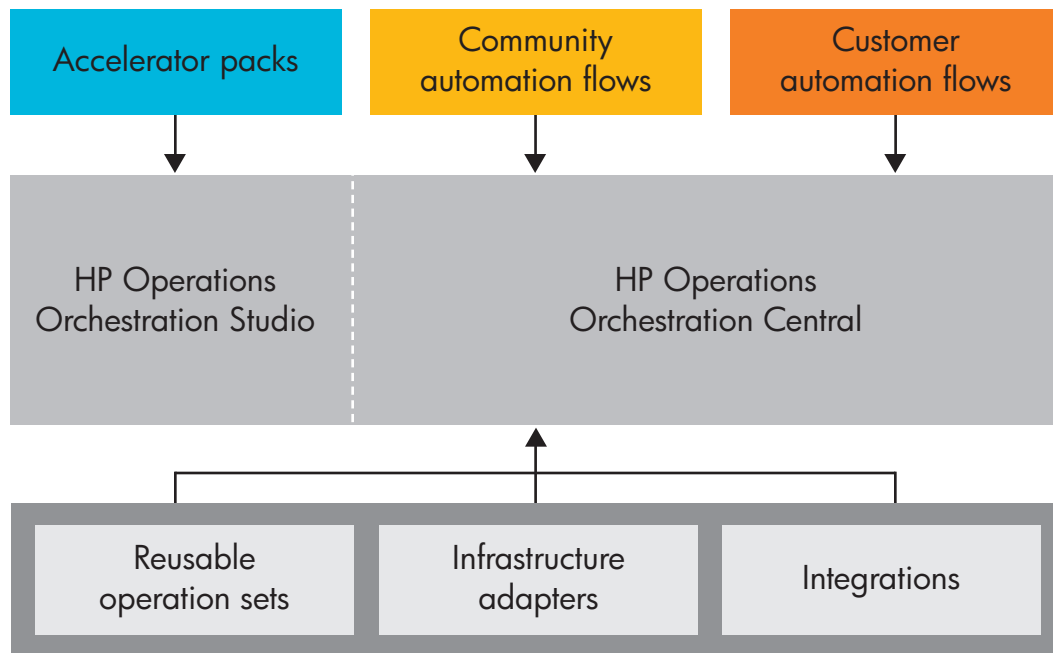 Accelerator packs
Community
automation flows
Customer
automation flows
HP Operations
Orchestration Studio
HP Operations
Orchestration Central
Reusable
operation sets
Infrastructure
adapters
Integrations